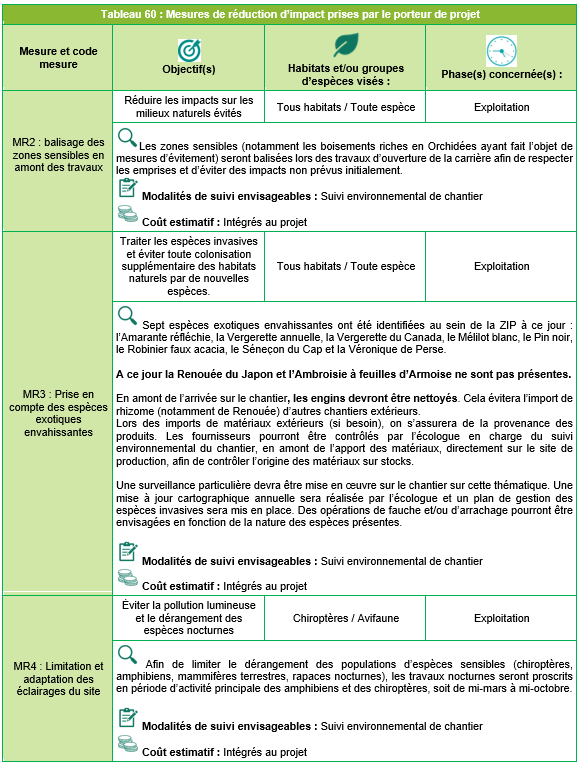 Tableau 60 : Mesures de réduction d'impact prises par le porteur de projet
Mesure et code
mesure
Objectif(s)
Habitats et/ou groupes
d'espèces visés :
Phase(s) concernée(s) :
MR2 : balisage des
zones sensibles en
amont des travaux
Réduire les impacts sur les
milieux naturels évités
Tous habitats / Toute espèce
Exploitation
Les zones sensibles (notamment les boisements riches en Orchidées ayant fait l'objet de
mesures d'évitement) seront balisées lors des travaux d'ouverture de la carrière afin de respecter
les emprises et d'éviter des impacts non prévus initialement.
Modalités de suivi envisageables : Suivi environnemental de chantier
Coût estimatif : Intégrés au projet
MR3 : Prise en
compte des espèces
exotiques
envahissantes
Traiter les espèces invasives
et éviter toute colonisation
supplémentaire des habitats
naturels par de nouvelles
espèces.
Tous habitats / Toute espèce
Exploitation
Sept espèces exotiques envahissantes ont été identifiées au sein de la ZIP à ce jour :
l'Amarante réfléchie, la Vergerette annuelle, la Vergerette du Canada, le Mélilot blanc, le Pin noir,
le Robinier faux acacia, le Séneçon du Cap et la Véronique de Perse.
A ce jour la Renouée du Japon et l'Ambroisie à feuilles d'Armoise ne sont pas présentes.
En amont de l'arrivée sur le chantier, les engins devront être nettoyés. Cela évitera l'import de
rhizome (notamment de Renouée) d'autres chantiers extérieurs.
Lors des imports de matériaux extérieurs (si besoin), on s'assurera de la provenance des
produits. Les fournisseurs pourront être contrôlés par l'écologue en charge du suivi
environnemental du chantier, en amont de l'apport des matériaux, directement sur le site de
production, afin de contrôler l'origine des matériaux sur stocks.
Une surveillance particulière devra être mise en œuvre sur le chantier sur cette thématique. Une
mise à jour cartographique annuelle sera réalisée par l'écologue et un plan de gestion des
espèces invasives sera mis en place. Des opérations de fauche et/ou d'arrachage pourront être
envisagées en fonction de la nature des espèces présentes.
Modalités de suivi envisageables : Suivi environnemental de chantier
Coût estimatif : Intégrés au projet
MR4 : Limitation et
adaptation des
éclairages du site
Éviter la pollution lumineuse
et le dérangement des
espèces nocturnes
Chiroptères / Avifaune
Exploitation
Afin de limiter le dérangement des populations d'espèces sensibles (chiroptères,
amphibiens, mammifères terrestres, rapaces nocturnes), les travaux nocturnes seront proscrits
en période d'activité principale des amphibiens et des chiroptères, soit de mi-mars à mi-octobre.
Modalités de suivi envisageables : Suivi environnemental de chantier
Coût estimatif : Intégrés au projet